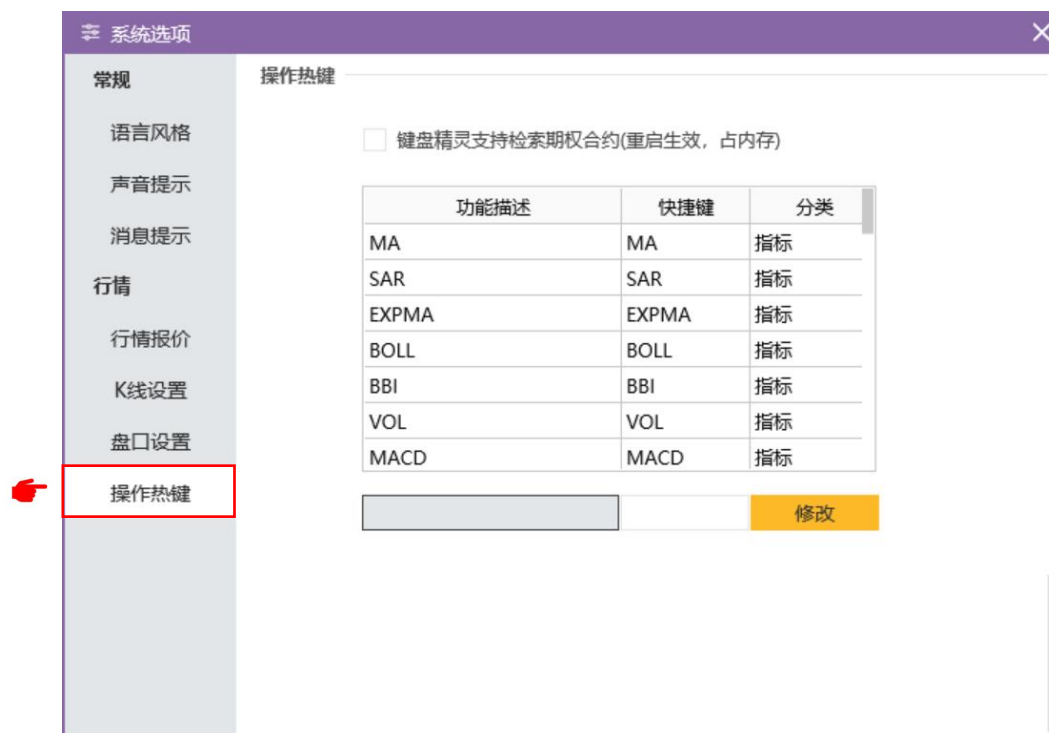 系统选项
常规
语言风格
声音提示
消息提示
行情
行情报价
K线设置
盘口设置
操作热键
操作热键
键盘精灵支持检索期权合约(重启生效，占内存)
功能描述 快捷键 分类
MA MA 指标
SAR SAR 指标
EXPMA EXPMA 指标
BOLL BOLL 指标
BBI BBI 指标
VOL VOL 指标
MACD MACD 指标
修改